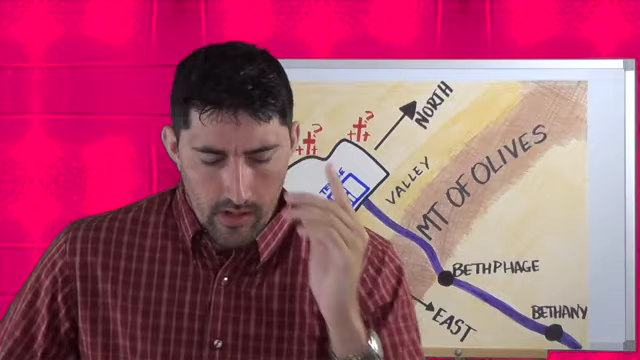 NORTH
?
?
VALLEY
MT OF OLIVES
BETHPHAGE
BETHANY
EAST